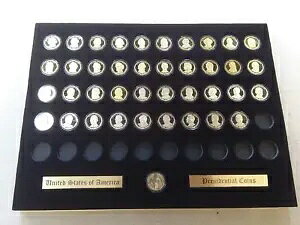 United States of America
Presidential Coins